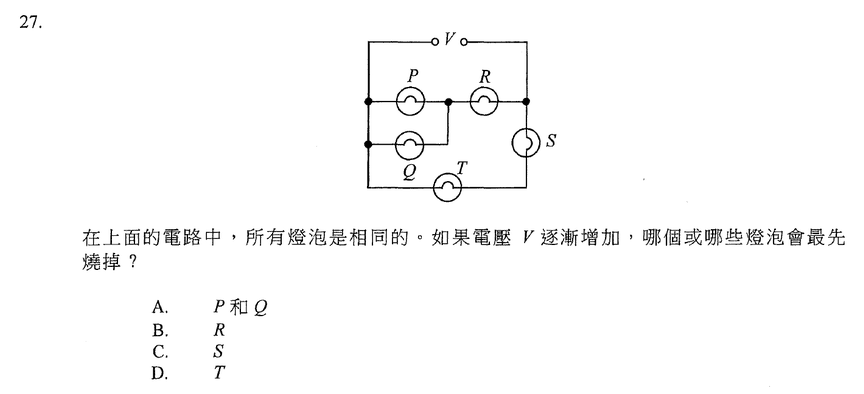 27.
V
P R
S
Q T
在上面的電路中，所有燈泡是相同的。如果電壓 V 逐漸增加，哪個或哪些燈泡會最先
燒掉？
A. P 和 Q
B. R
C. S
D. T